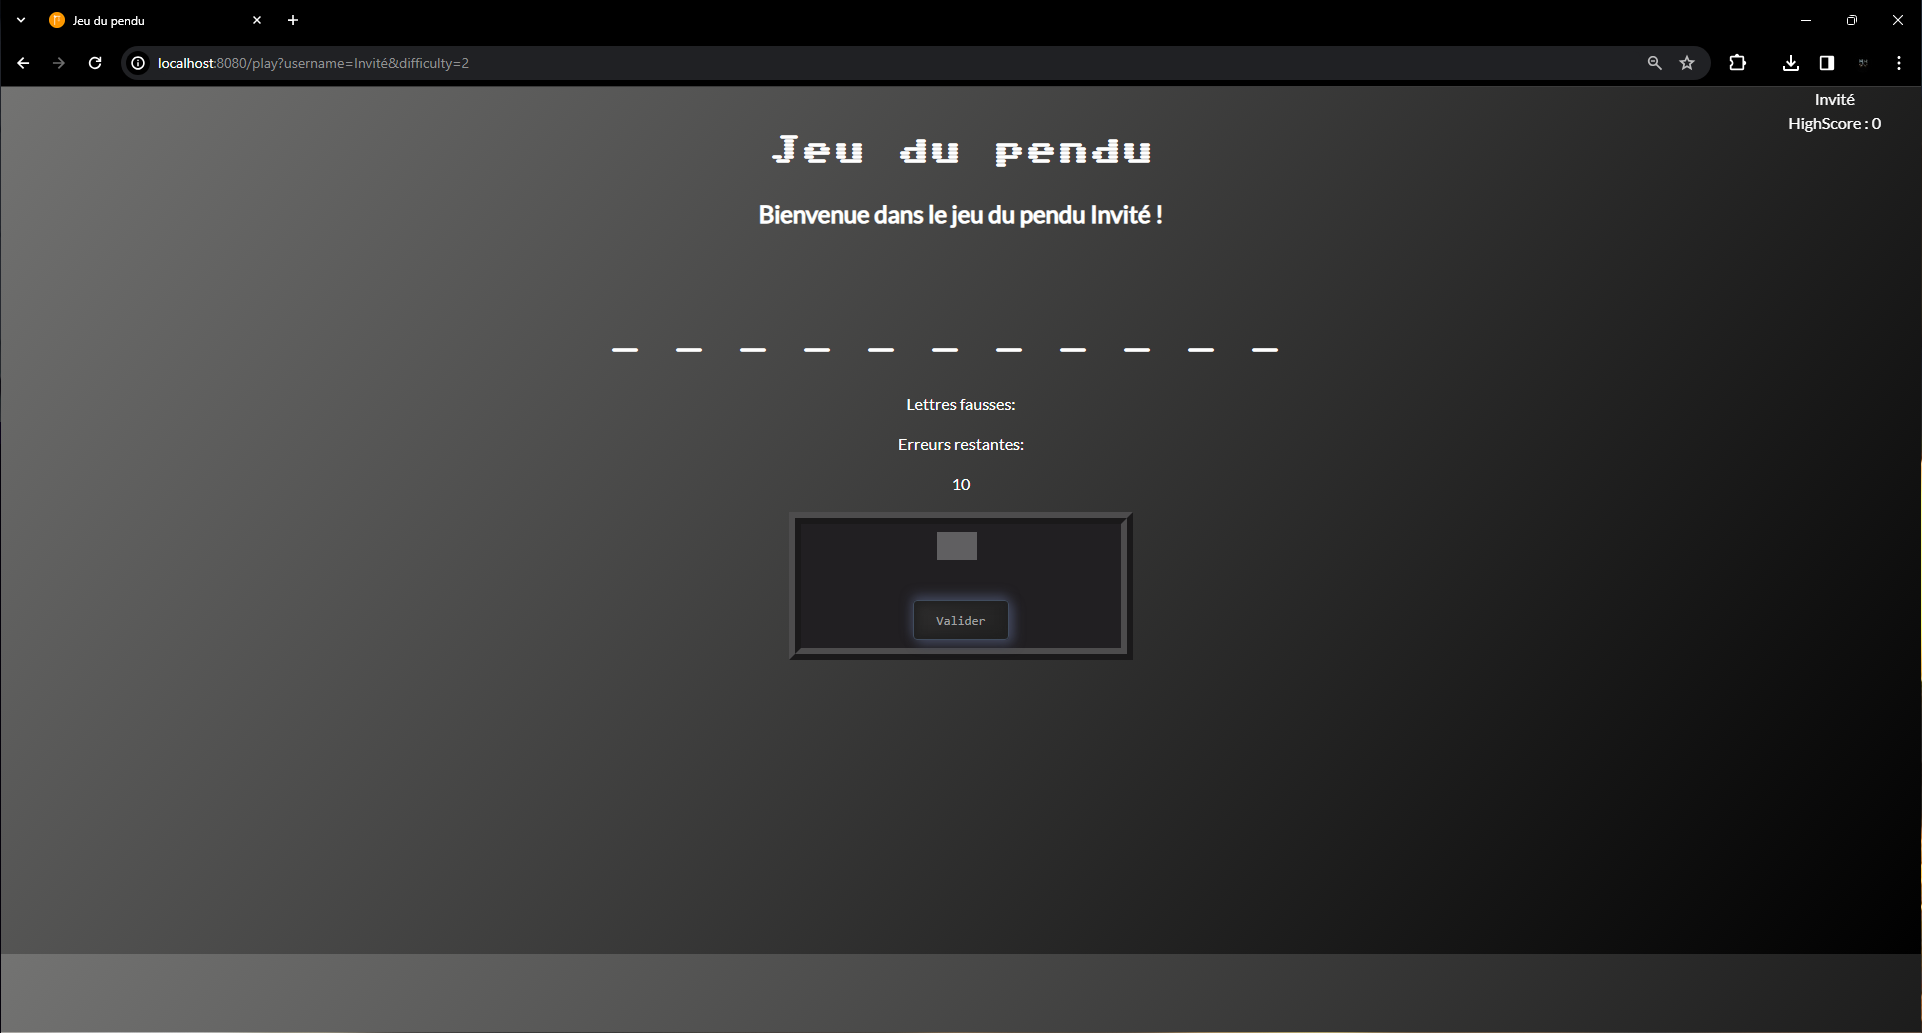 Jeu du pendu
localhost:8080/play?username=Invité&difficulty=2
Invité
HighScore : 0
Jeu du pendu
Bienvenue dans le jeu du pendu Invité !
_ _ _ _ _ _ _ _ _ _ _
Lettres fausses:
Erreurs restantes:
10
Valider